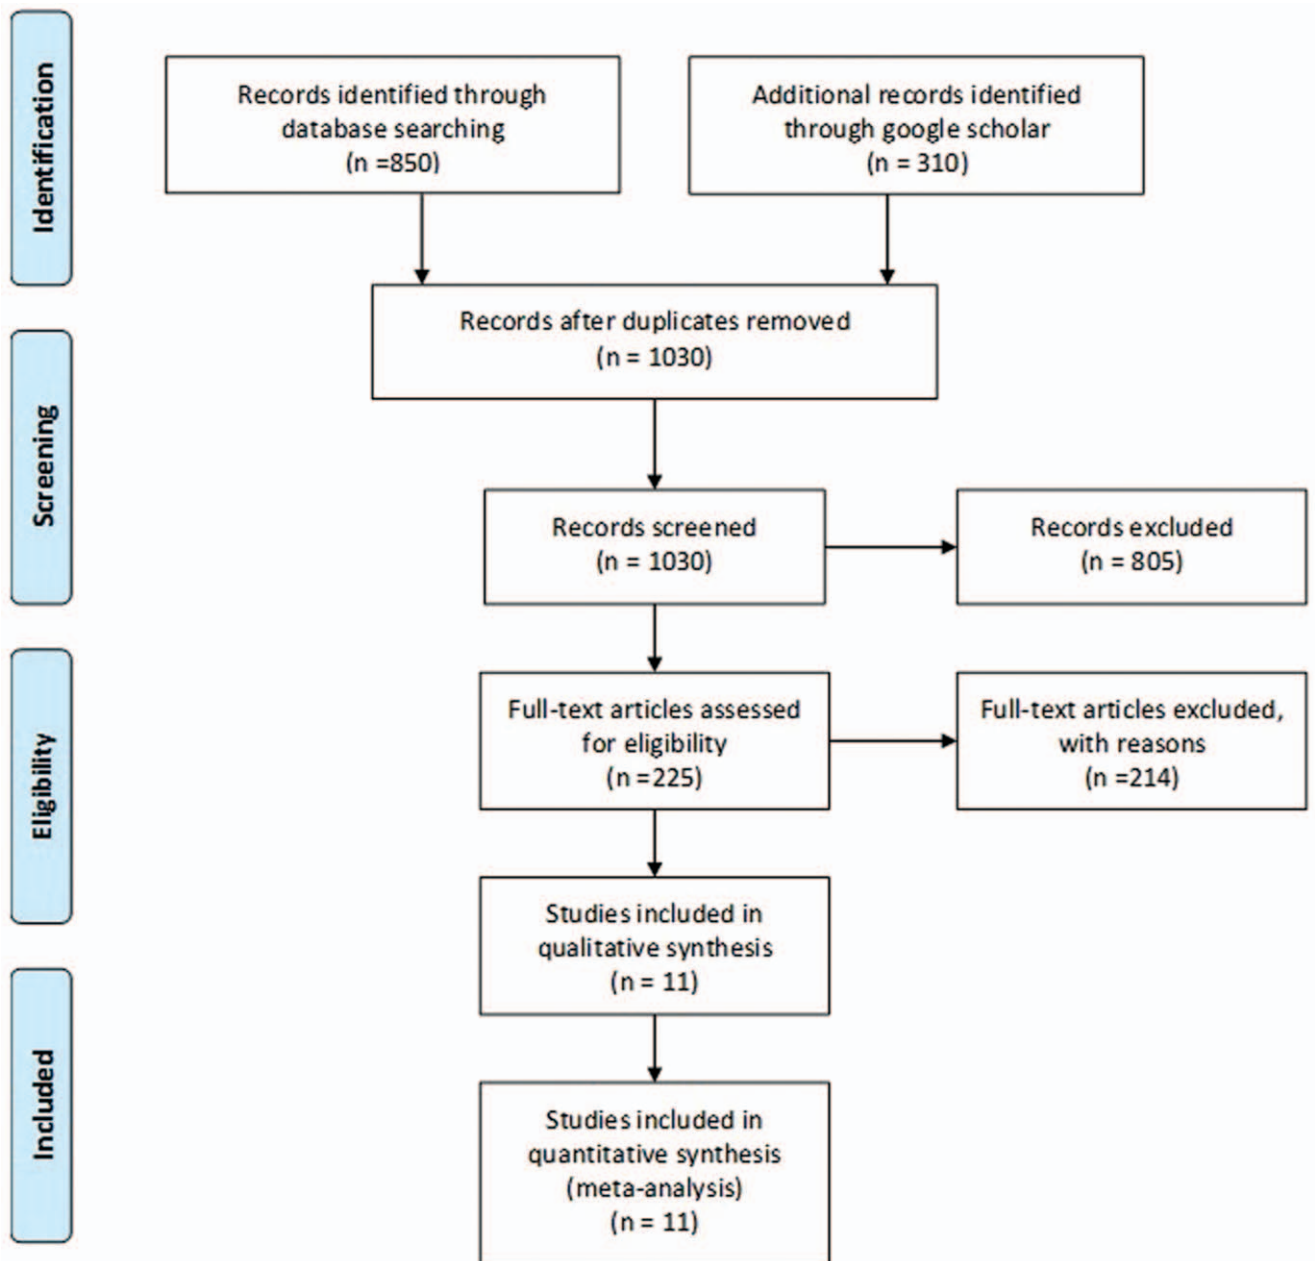 Identification
Records identified through
database searching
(n =850)
Additional records identified
through google scholar
(n = 310)
Records after duplicates removed
(n = 1030)
Screening
Records screened
(n = 1030)
Records excluded
(n = 805)
Eligibility
Full-text articles assessed
for eligibility
(n =225)
Full-text articles excluded,
with reasons
(n =214)
Studies included in
qualitative synthesis
(n = 11)
Included
Studies included in
quantitative synthesis
(meta-analysis)
(n = 11)